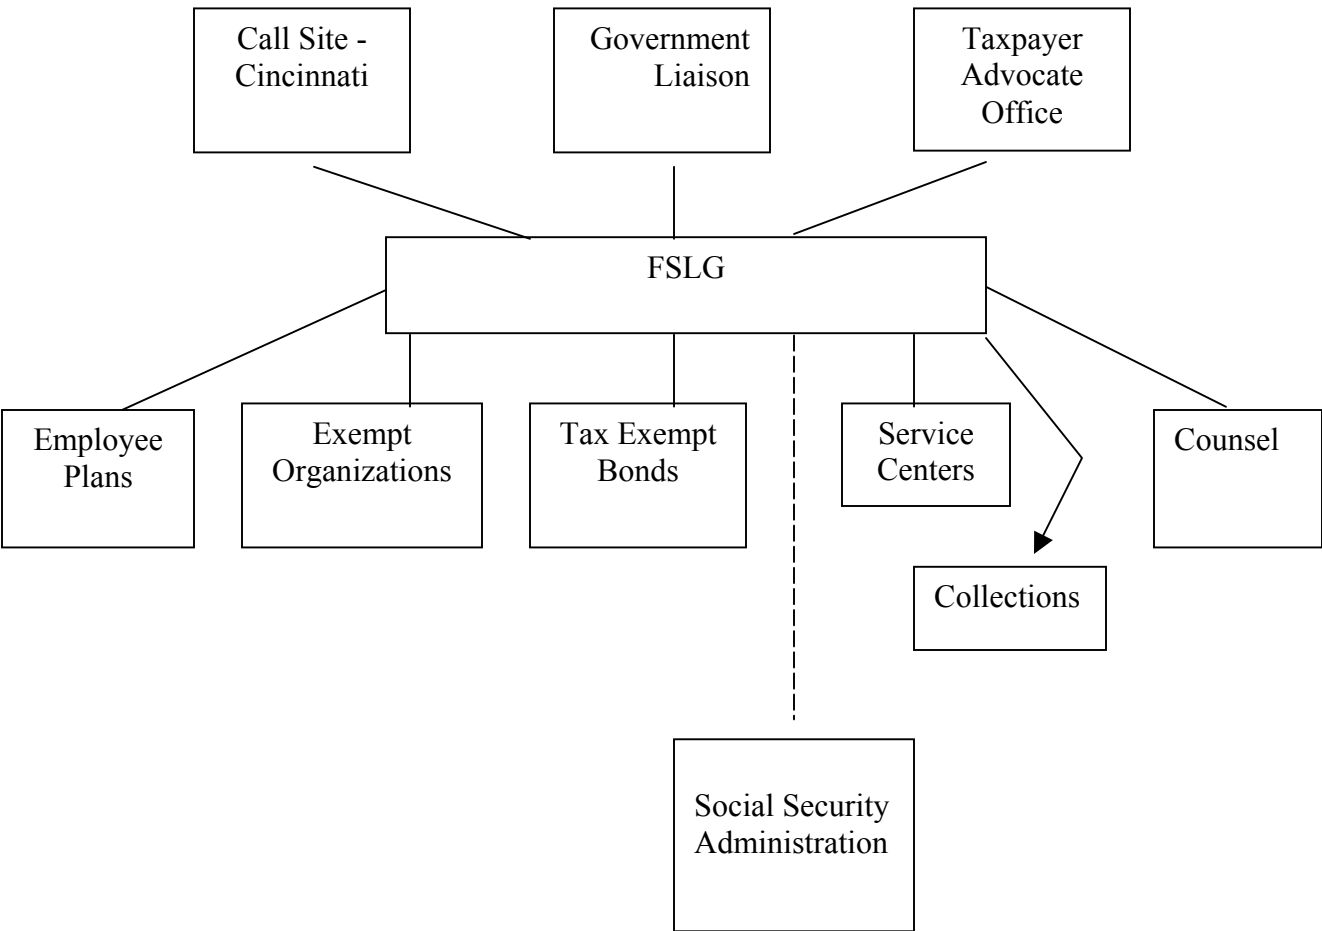 Call Site -
Cincinnati
Government
Liaison
Taxpayer
Advocate
Office
FSLG
Employee
Plans
Exempt
Organizations
Tax Exempt
Bonds
Service
Centers
Counsel
Collections
Social Security
Administration